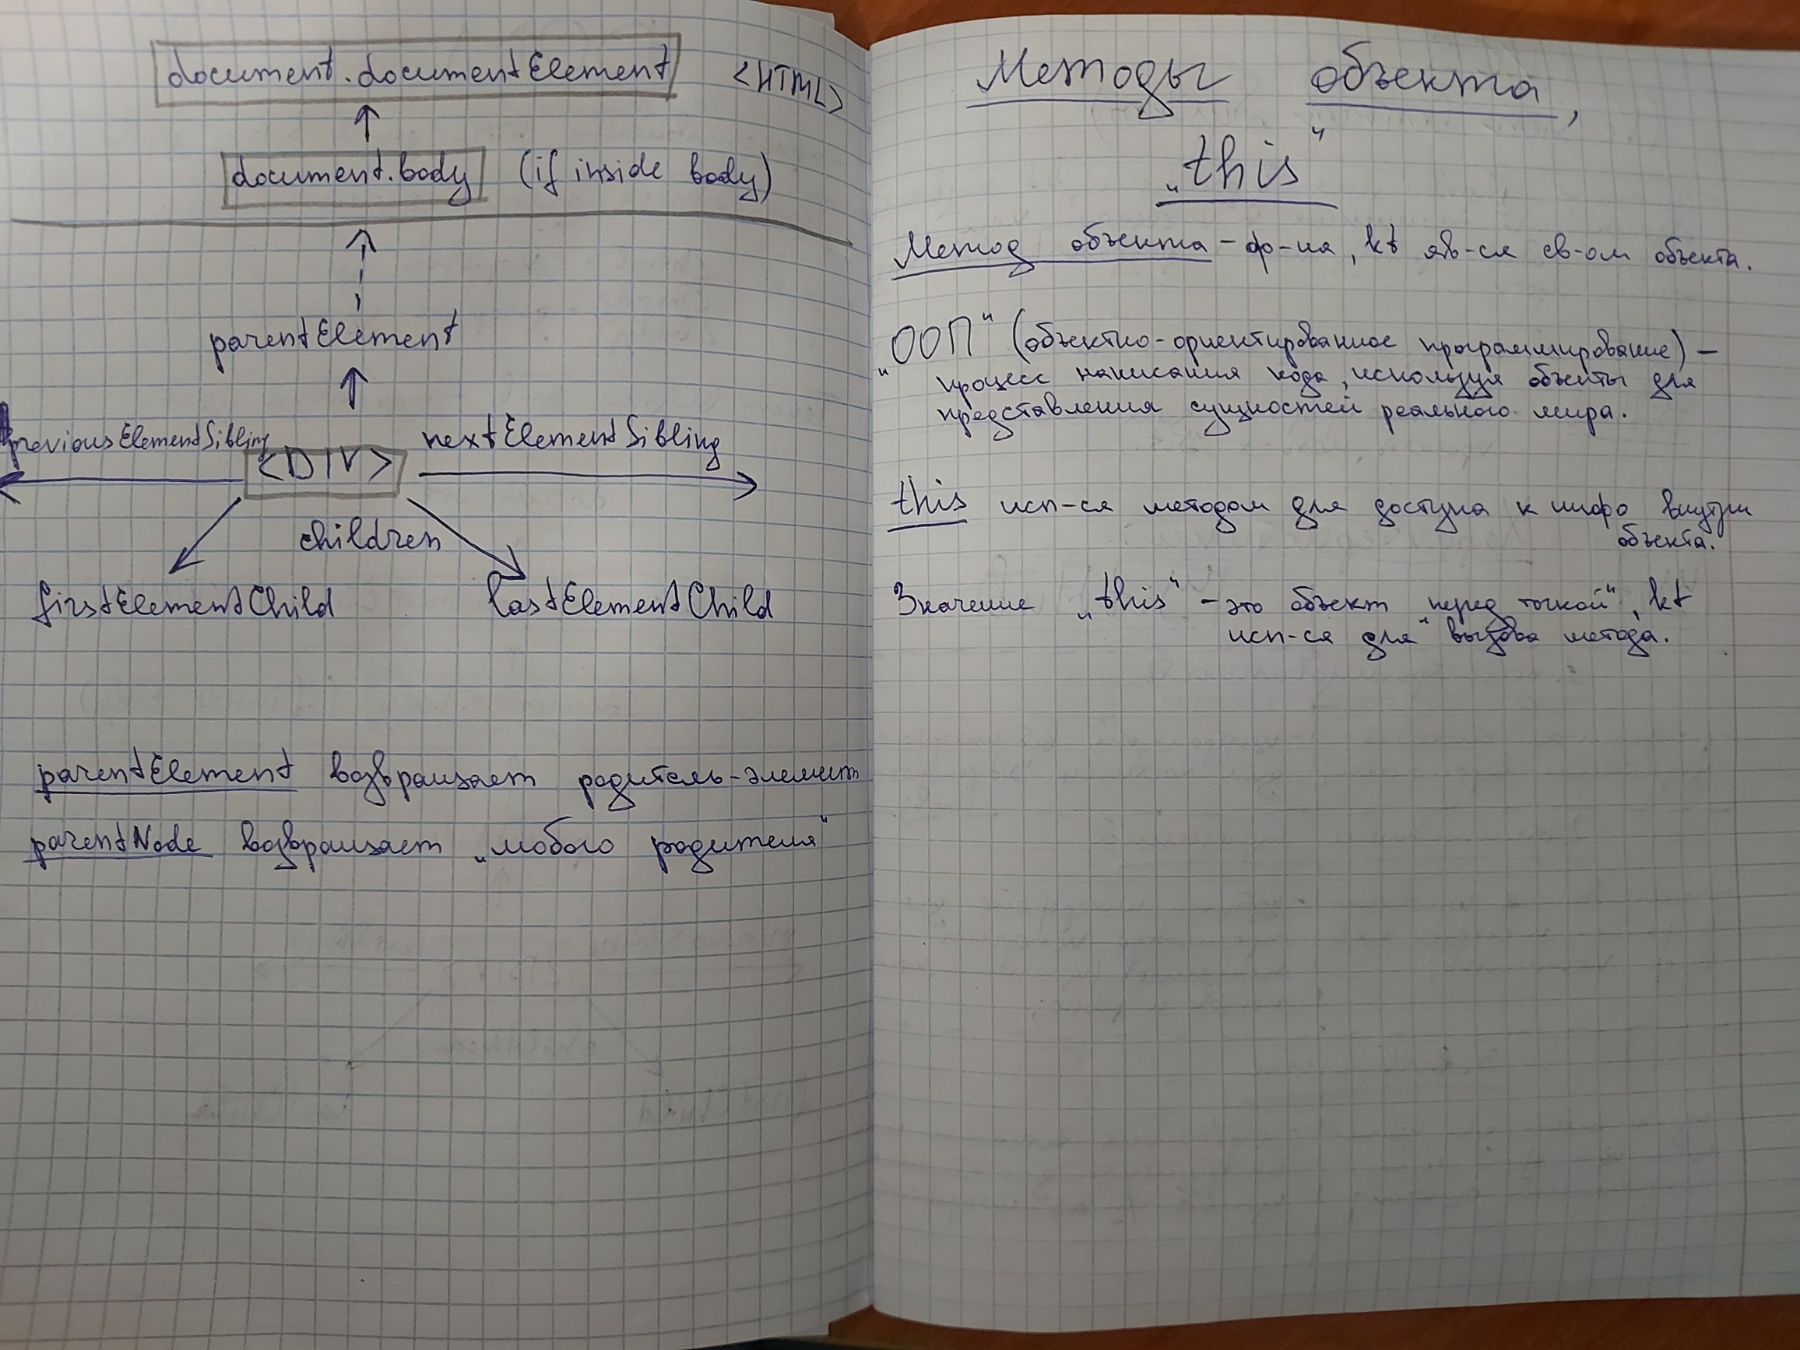 document.documentElement <HTML>
document.body (if inside body)
parentElement
previousElementSibling
<DIV>
nextElementSibling
children
firstElementChild
lastElementChild
parentElement возвращает родитель-элемент
parentNode возвращает „любого родителя"
Методы объекта,
„this"
Метод объекта - ф-ия, kt яв-ся св-ом объекта.
„ООП" (объектно-ориентированное программирование) –
процесс написания кода, используя объекты для
представления сущностей реального мира.
this исп-ся методом для доступа к инфо внутри
объекта.
Значение „this" - это объект „перед точкой", kt
исп-ся для вызова метода.